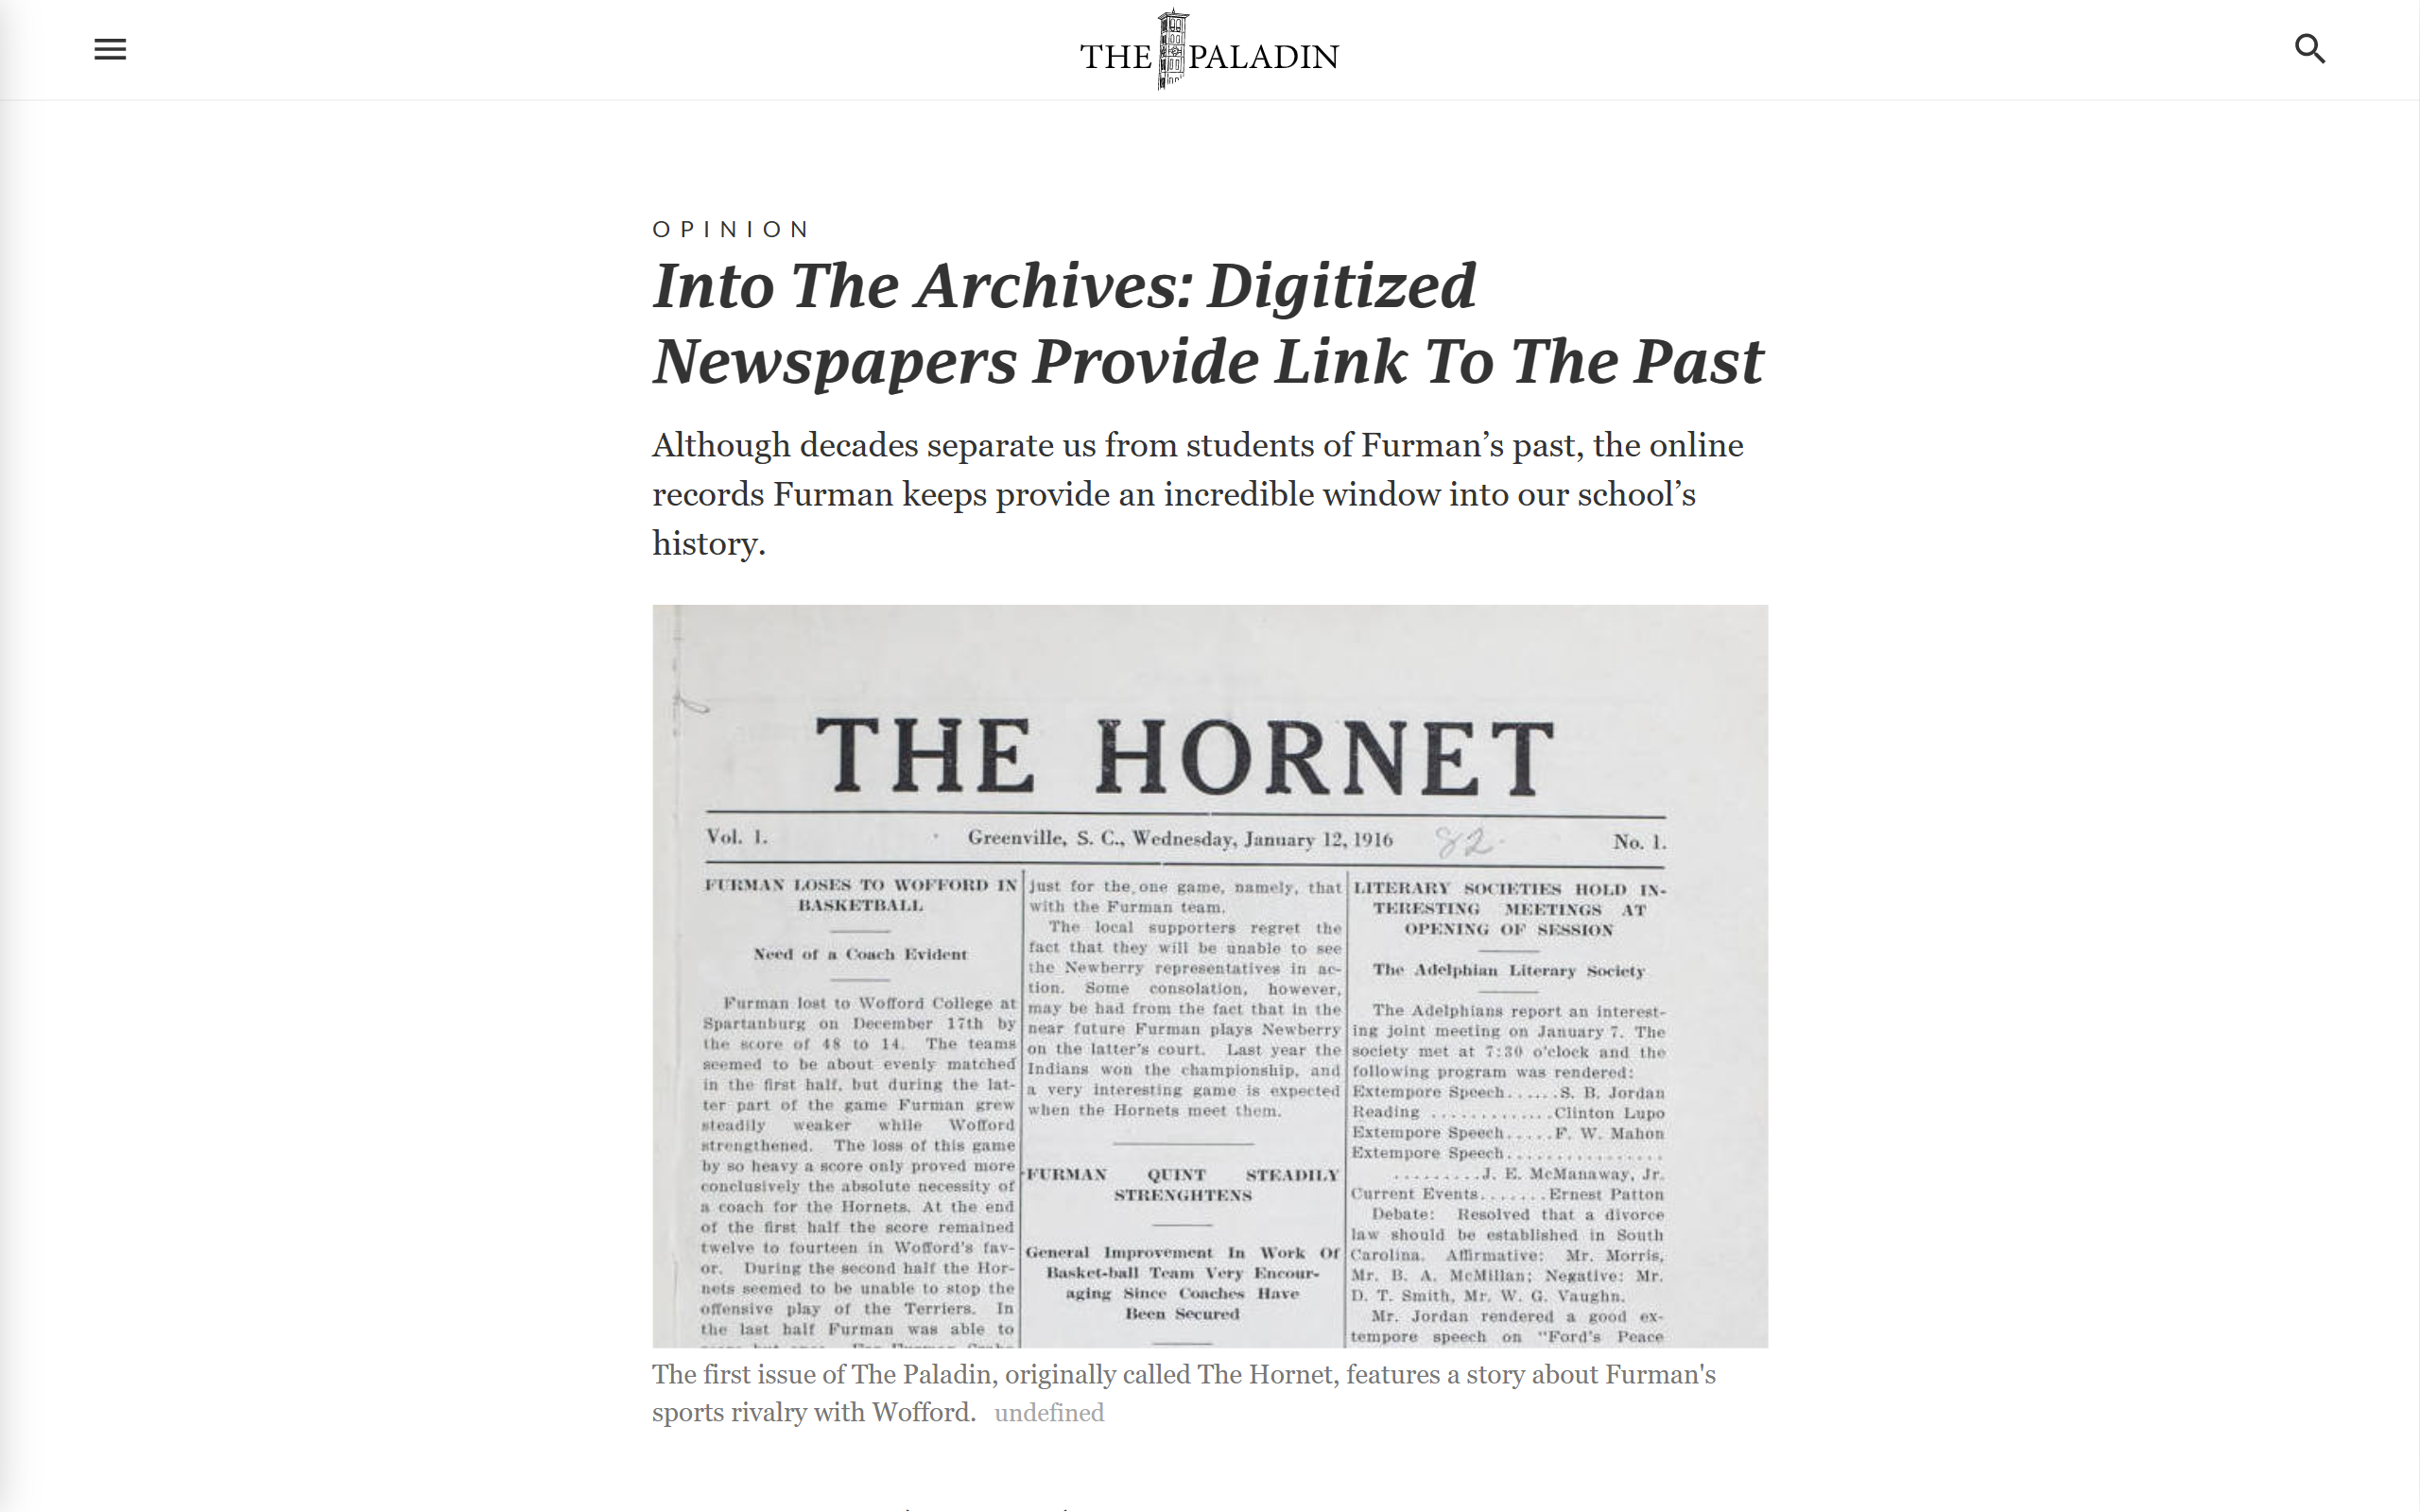 THE PALADIN
OPINION
Into The Archives: Digitized
Newspapers Provide Link To The Past
Although decades separate us from students of Furman’s past, the online
records Furman keeps provide an incredible window into our school’s
history.
THE HORNET
Vol. 1. Greenville, S. C., Wednesday, January 12, 1916 82. No. 1.
FURMAN LOSES TO WOFFORD IN
BASKETBALL
Need of a Coach Evident
Furman lost to Wofford College at
Spartanburg on December 17th by
the score of 48 to 14. The teams
seemed to be about evenly matched
in the first half, but during the lat-
ter part of the game Furman grew
steadily weaker while Wofford
strengthened. The loss of this game
by so heavy a score only proved more
conclusively the absolute necessity of
a coach for the Hornets. At the end
of the first half the score remained
twelve to fourteen in Wofford's fav-
or. During the second half the Hor-
nets seemed to be unable to stop the
offensive play of the Terriers. In
the last half Furman was able to
just for the one game, namely, that
with the Furman team.
The local supporters regret the
fact that they will be unable to see
the Newberry representatives in ac-
tion. Some consolation, however,
may be had from the fact that in the
near future Furman plays Newberry
on the latter's court. Last year the
Indians won the championship, and
a very interesting game is expected
when the Hornets meet them.
FURMAN QUINT STEADILY
STRENGHTENS
General Improvement In Work Of
Basket-ball Team Very Encour-
aging Since Coaches Have
Been Secured
LITERARY SOCIETIES HOLD IN-
TERESTING MEETINGS AT
OPENING OF SESSION
The Adelphian Literary Society
The Adelphians report an interest-
ing joint meeting on January 7. The
society met at 7:30 o'clock and the
following program was rendered:
Extempore Speech......S. B. Jordan
Reading .............Clinton Lupo
Extempore Speech.....F. W. Mahon
Extempore Speech...............
.........J. E. McManaway, Jr.
Current Events.......Ernest Patton
Debate: Resolved that a divorce
law should be established in South
Carolina. Affirmative: Mr. Morris,
Mr. B. A. McMillan; Negative: Mr.
D. T. Smith, Mr. W. G. Vaughn.
Mr. Jordan rendered a good ex-
tempore speech on "Ford's Peace
The first issue of The Paladin, originally called The Hornet, features a story about Furman's
sports rivalry with Wofford. undefined